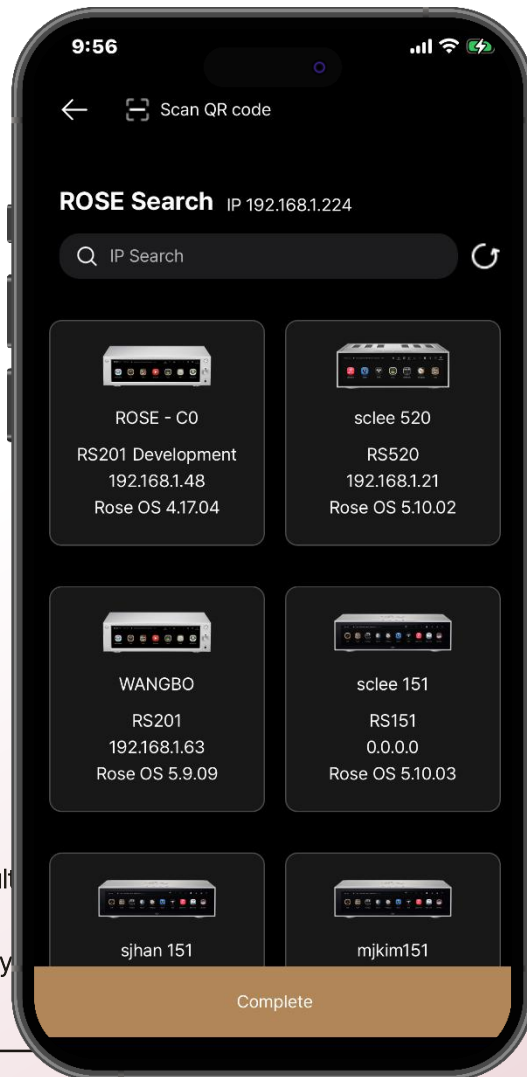 9:56
Scan QR code
ROSE Search IP 192.168.1.224
IP Search
ROSE - C0
RS201 Development
192.168.1.48
Rose OS 4.17.04
sclee 520
RS520
192.168.1.21
Rose OS 5.10.02
WANGBO
RS201
192.168.1.63
Rose OS 5.9.09
sclee 151
RS151
0.0.0.0
Rose OS 5.10.03
sjhan 151
mjkim151
Complete